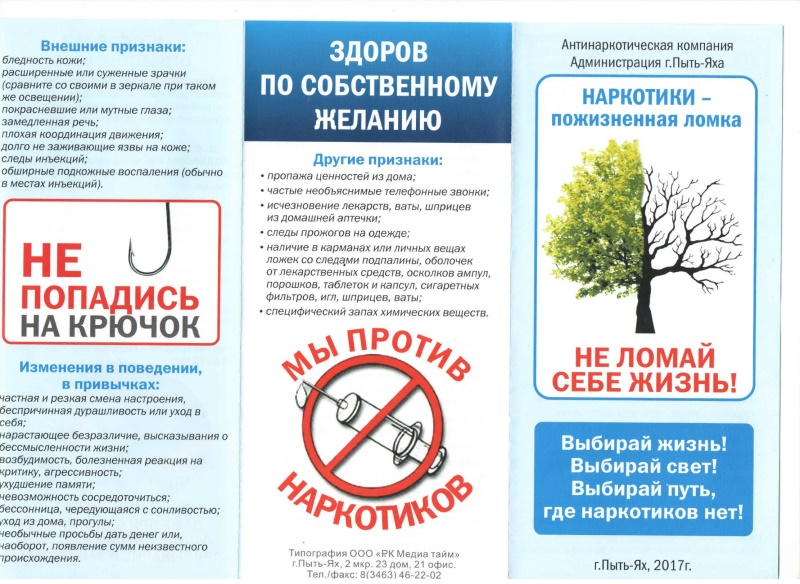 Внешние признаки:
бледность кожи;
расширенные или суженные зрачки
(сравните со своими в зеркале при таком
же освещении);
покрасневшие или мутные глаза;
замедленная речь;
плохая координация движения;
долго не заживающие язвы на коже;
следы инъекций;
обширные подкожные воспаления (обычно
в местах инъекций).
НЕ
ПОПАДИСЬ
НА КРЮЧОК
Изменения в поведении,
в привычках:
частная и резкая смена настроения,
беспричинная дурашливость или уход в
себя;
нарастающее безразличие, высказывания о
бессмысленности жизни;
возбудимость, болезненная реакция на
критику, агрессивность;
ухудшение памяти;
невозможность сосредоточиться;
бессонница, чередующаяся с сонливостью;
уход из дома, прогулы;
необычные просьбы дать денег или,
наоборот, появление сумм неизвестного
происхождения.
ЗДОРОВ
ПО СОБСТВЕННОМУ
ЖЕЛАНИЮ
Другие признаки:
• пропажа ценностей из дома;
• частые необъяснимые телефонные звонки;
• исчезновение лекарств, ваты, шприцев
из домашней аптечки;
• следы прожогов на одежде;
• наличие в карманах или личных вещах
ложек со следами подпалины, оболочек
от лекарственных средств, осколков ампул,
порошков, таблеток и капсул, сигаретных
фильтров, игл, шприцев, ваты;
• специфический запах химических веществ.
МЫ ПРОТИВ
НАРКОТИКОВ
Типография ООО «РК Медиа тайм»
г.Пыть-Ях, 2 мкр. 23 дом, 21 офис.
Тел./факс: 8(3463) 46-22-02
Антинаркотическая компания
Администрация г.Пыть-Яха
НАРКОТИКИ –
пожизненная ломка
НЕ ЛОМАЙ
СЕБЕ ЖИЗНЬ!
Выбирай жизнь!
Выбирай свет!
Выбирай путь,
где наркотиков нет!
г.Пыть-Ях, 2017г.